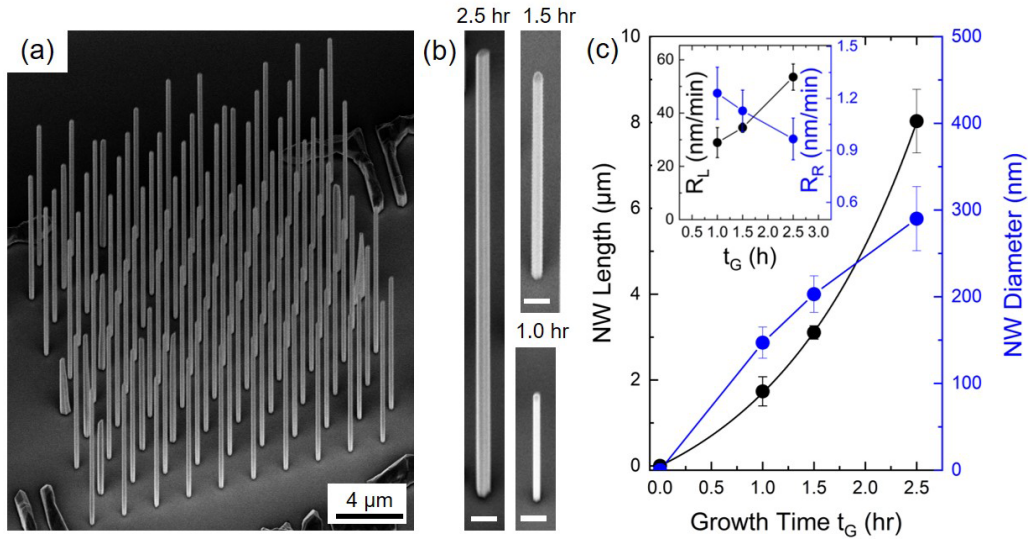 (a)
4 µm
(b)
2.5 hr
1.5 hr
1.0 hr
(c)
NW Length (µm)
10
8
6
4
2
0
0.0 0.5 1.0 1.5 2.0 2.5
Growth Time t_G (hr)
NW Diameter (nm)
500
400
300
200
100
0
R_L (nm/min)
60
40
20
0
0.5 1.0 1.5 2.0 2.5 3.0
t_G (h)
R_R (nm/min)
1.5
1.2
0.9
0.6